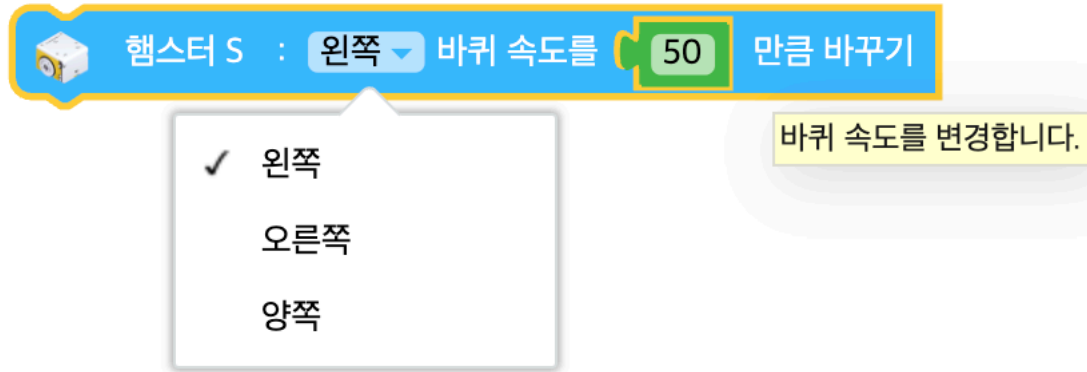 햄스터 S : 왼쪽 바퀴 속도를 50 만큼 바꾸기
바퀴 속도를 변경합니다.
✓ 왼쪽
오른쪽
양쪽